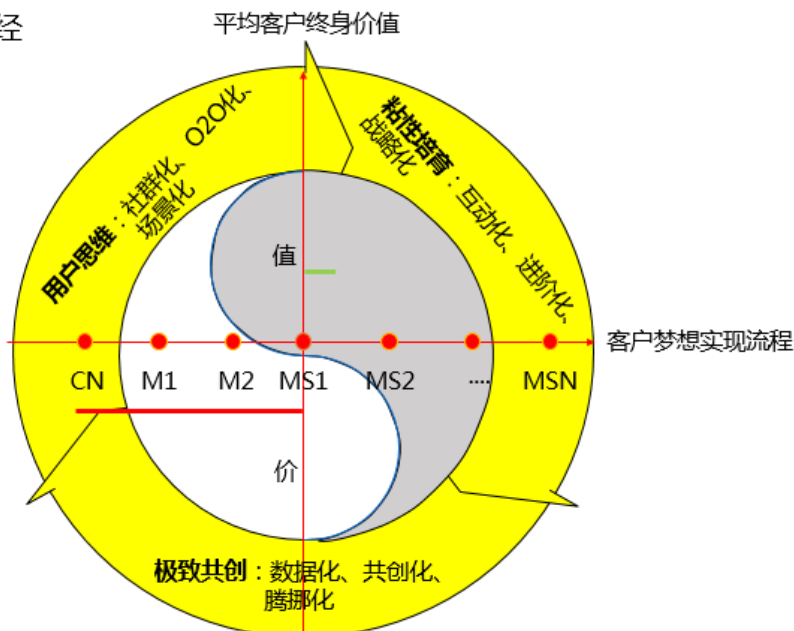 经
平均客户终身价值
用户思维：社群化、O2O化、
场景化
粘性培育：互动化、进阶化、
战略化
值
客户梦想实现流程
CN M1 M2 MS1 MS2 .... MSN
价
极致共创：数据化、共创化、
腾挪化